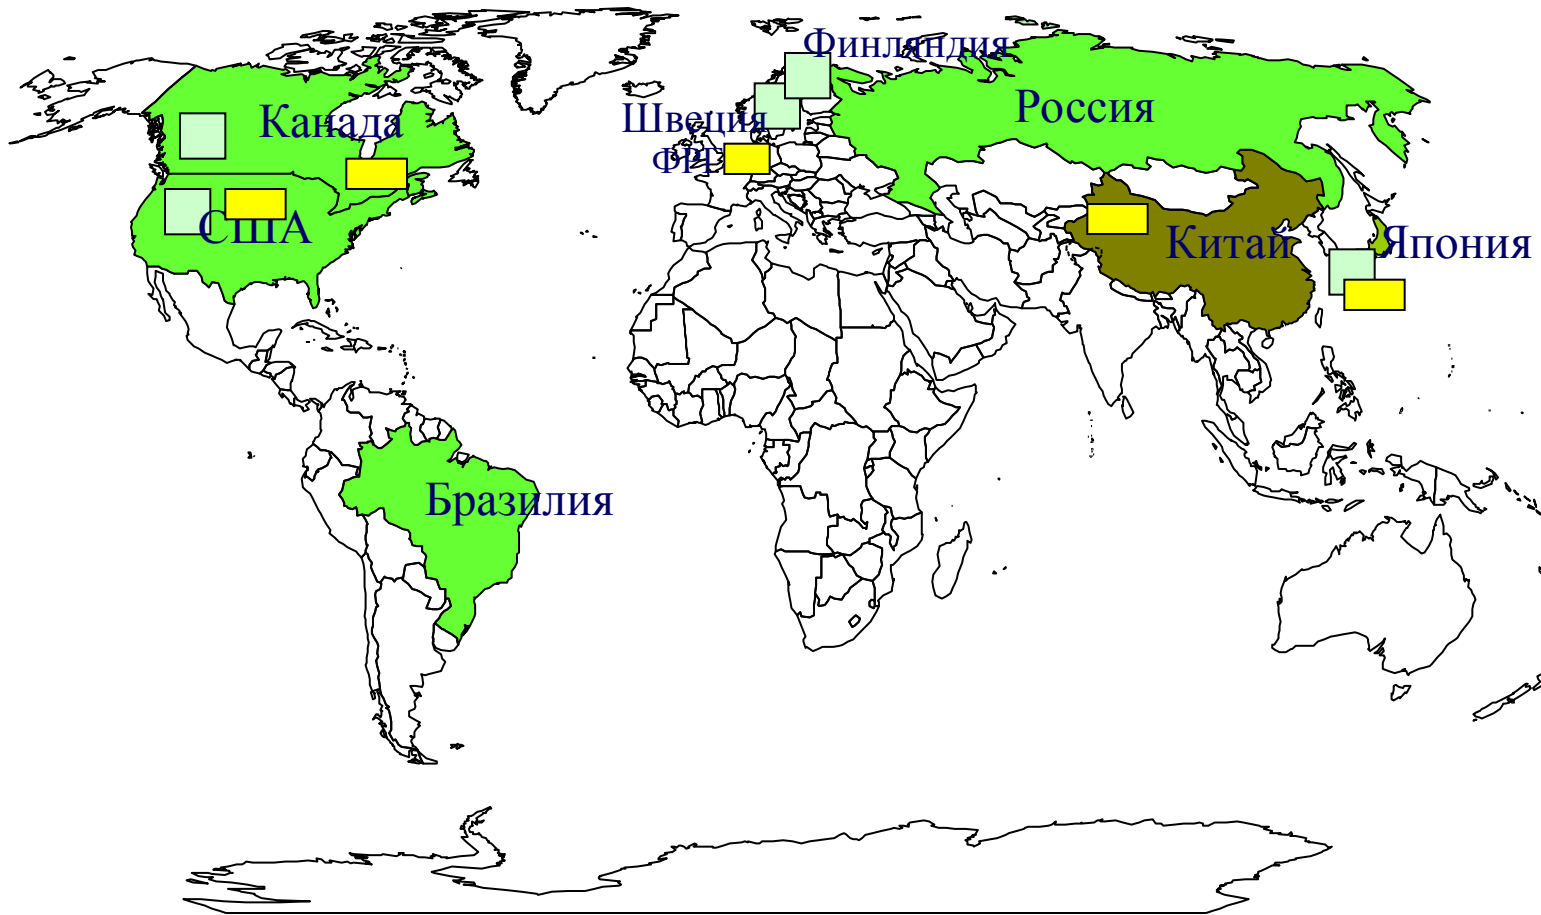 Финляндия
Россия
Канада
Швеция
ФРГ
США
Китай
Япония
Бразилия